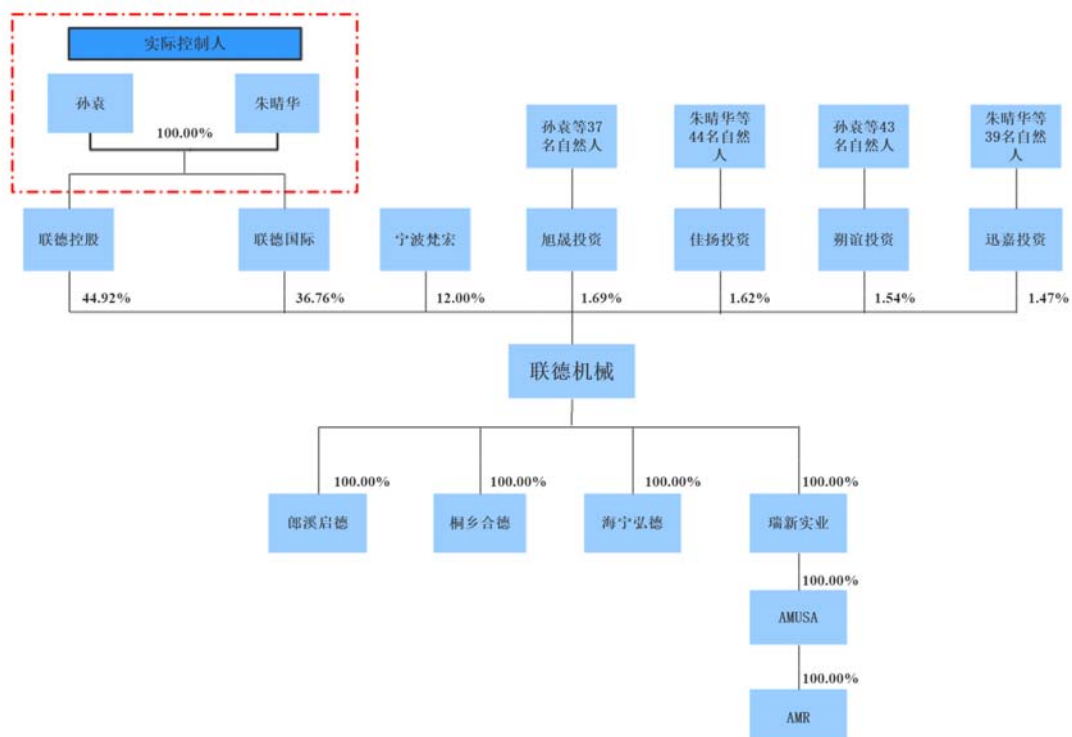 实际控制人
孙袁
朱晴华
100.00%
孙袁等37
名自然人
朱晴华等
44名自然
人
孙袁等43
名自然人
朱晴华等
39名自然
人
联德控股
联德国际
宁波梵宏
旭晟投资
佳扬投资
朔谊投资
迅嘉投资
44.92%
36.76%
12.00%
1.69%
1.62%
1.54%
1.47%
联德机械
100.00%
100.00%
100.00%
100.00%
郎溪启德
桐乡合德
海宁弘德
瑞新实业
100.00%
AMUSA
100.00%
AMR